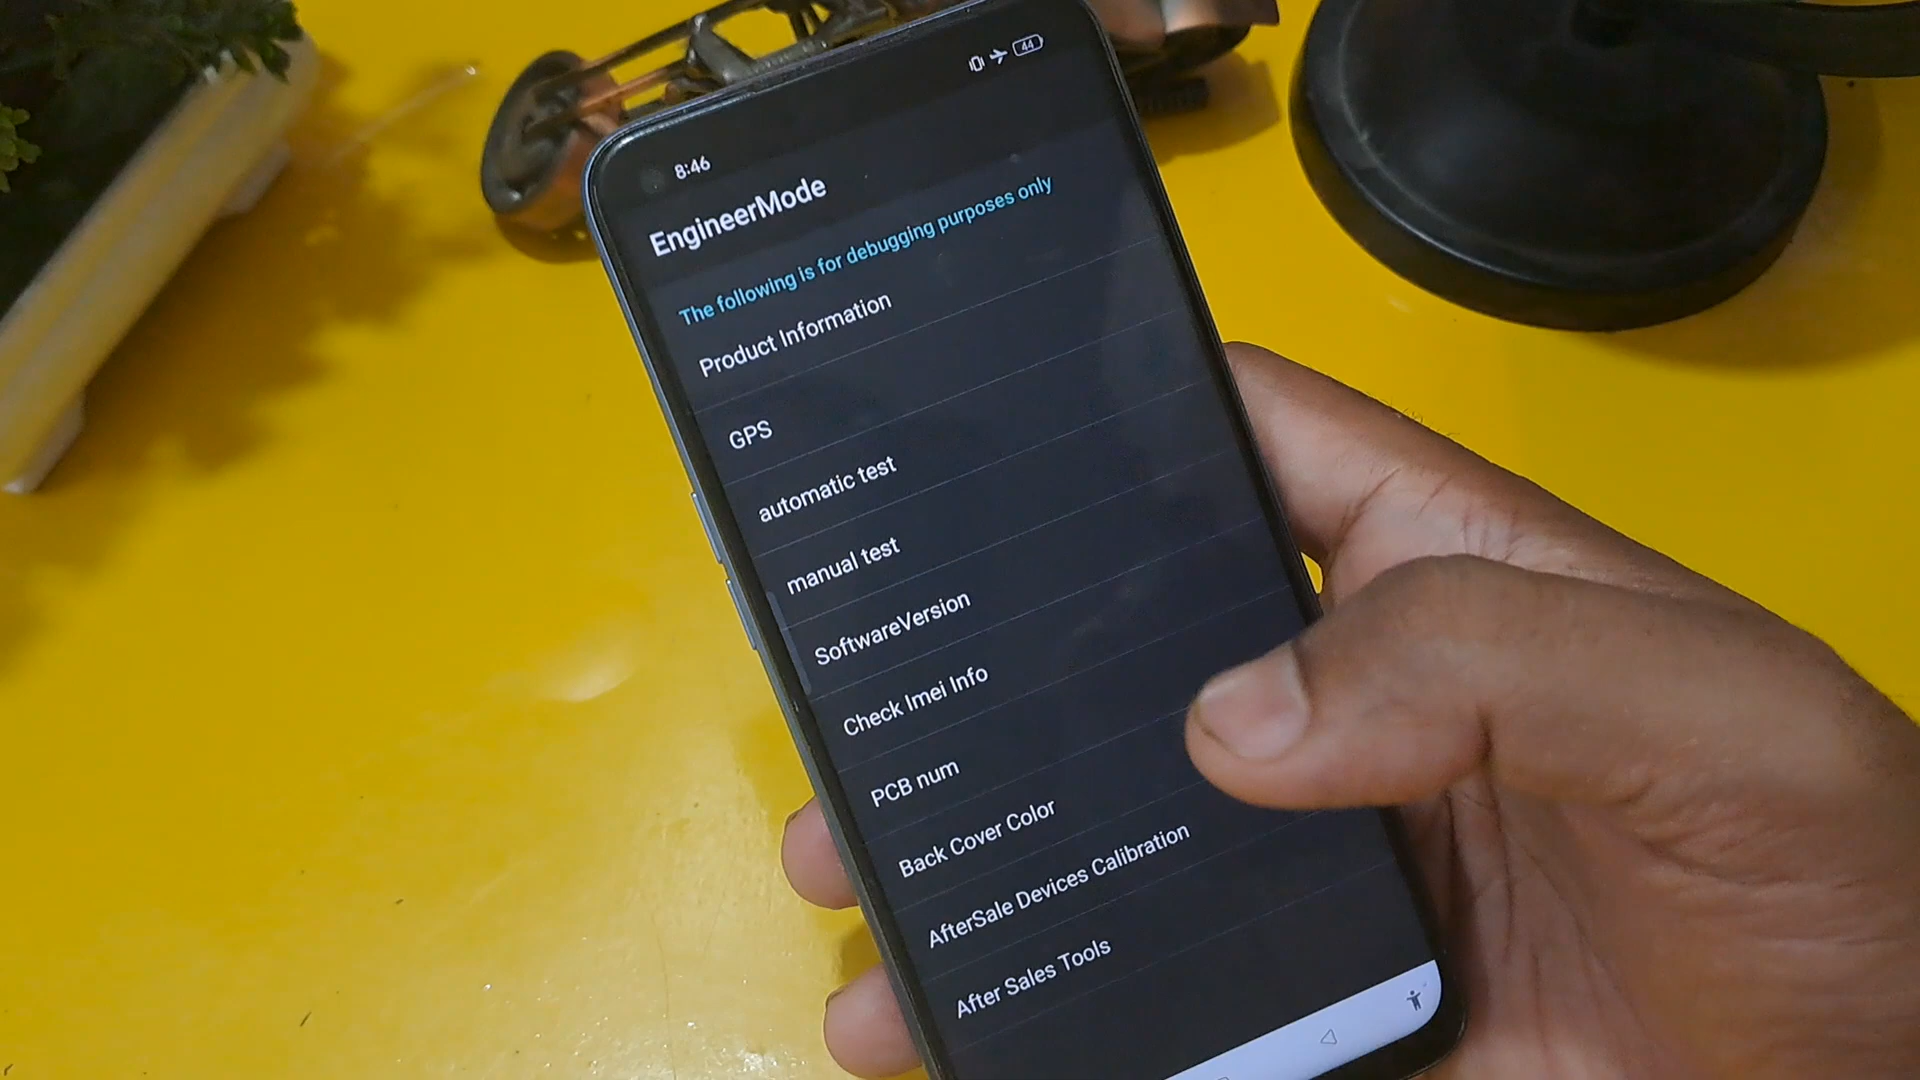 8:46
44
EngineerMode
The following is for debugging purposes only
Product Information
GPS
automatic test
manual test
SoftwareVersion
Check Imei Info
PCB num
Back Cover Color
AfterSale Devices Calibration
After Sales Tools